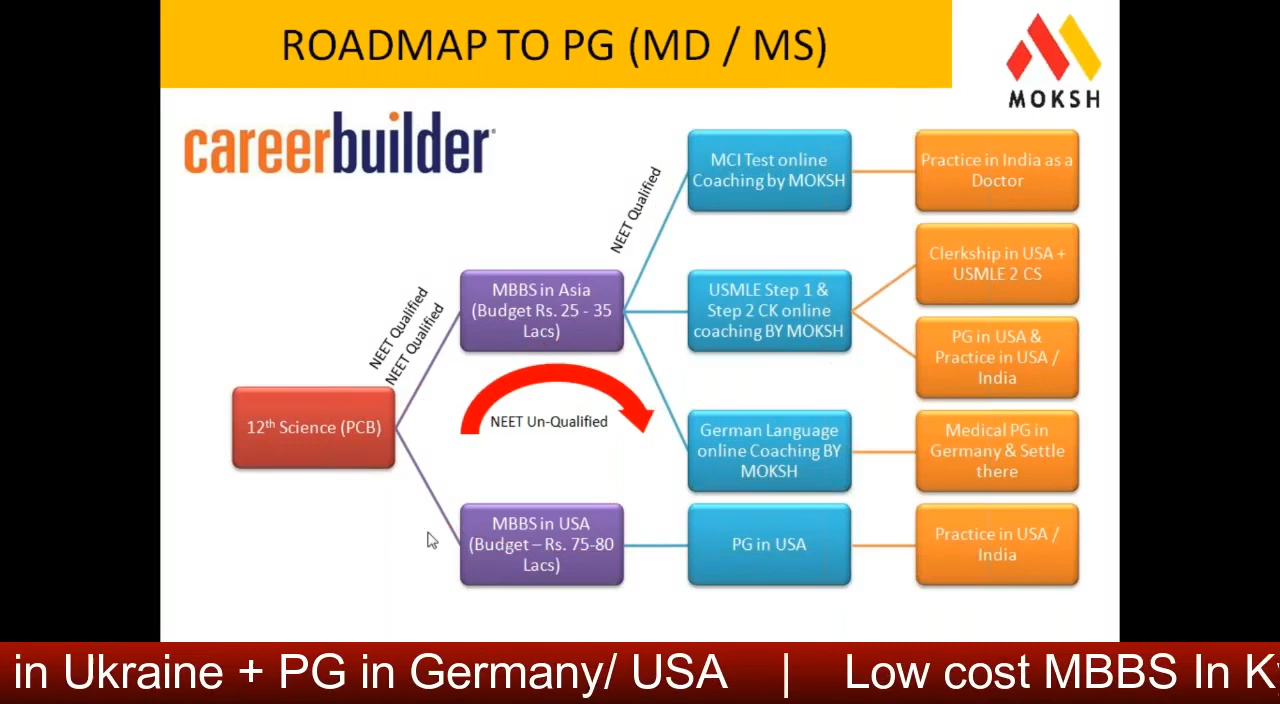 ROADMAP TO PG (MD / MS)
MOKSH
careerbuilder
NEET Qualified
MCI Test online
Coaching by MOKSH
Practice in India as a
Doctor
Clerkship in USA +
USMLE 2 CS
NEET Qualified
NEET Qualified
MBBS in Asia
(Budget Rs. 25 - 35
Lacs)
USMLE Step 1 &
Step 2 CK online
coaching BY MOKSH
PG in USA &
Practice in USA /
India
12th Science (PCB)
NEET Un-Qualified
German Language
online Coaching BY
MOKSH
Medical PG in
Germany & Settle
there
MBBS in USA
(Budget – Rs. 75-80
Lacs)
PG in USA
Practice in USA /
India
in Ukraine + PG in Germany/ USA | Low cost MBBS In